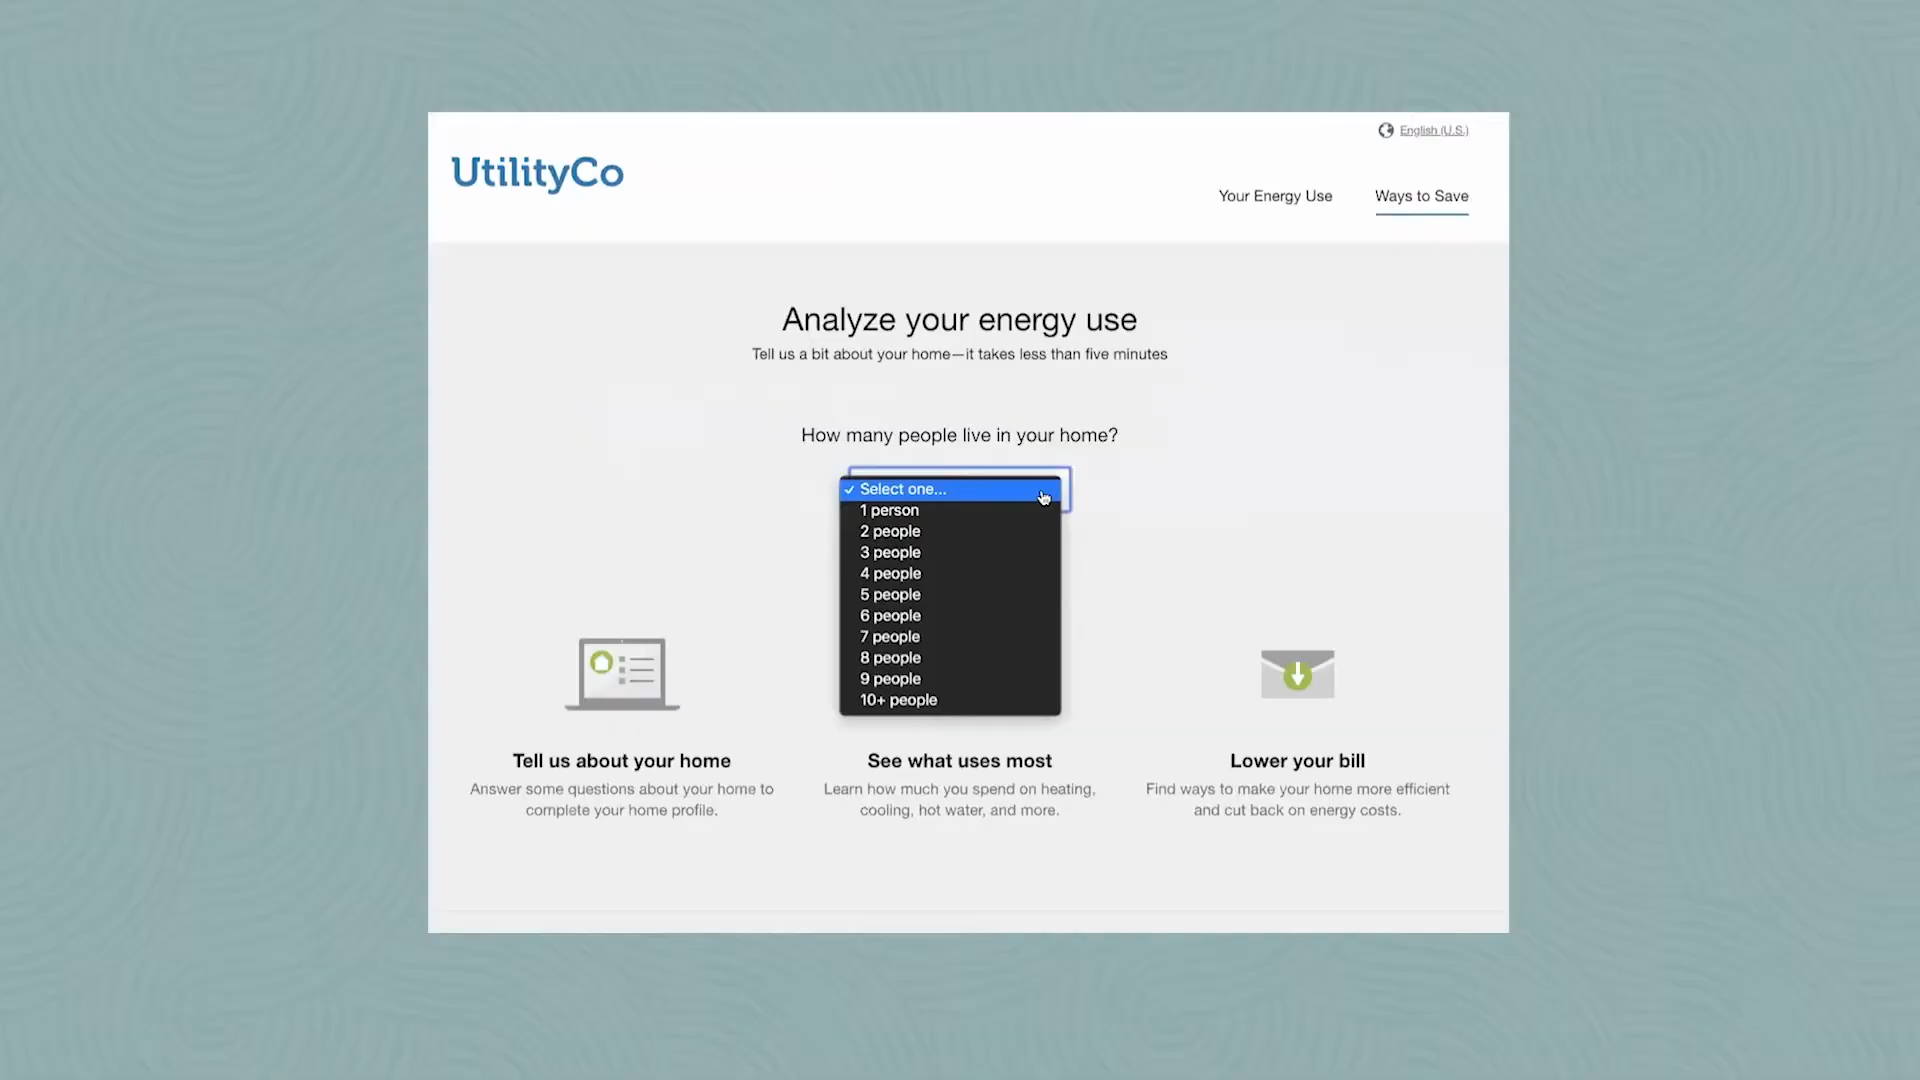 English (U.S.)
UtilityCo
Your Energy Use
Ways to Save
Analyze your energy use
Tell us a bit about your home—it takes less than five minutes
How many people live in your home?
Select one...
1 person
2 people
3 people
4 people
5 people
6 people
7 people
8 people
9 people
10+ people
Tell us about your home
Answer some questions about your home to
complete your home profile.
See what uses most
Learn how much you spend on heating,
cooling, hot water, and more.
Lower your bill
Find ways to make your home more efficient
and cut back on energy costs.